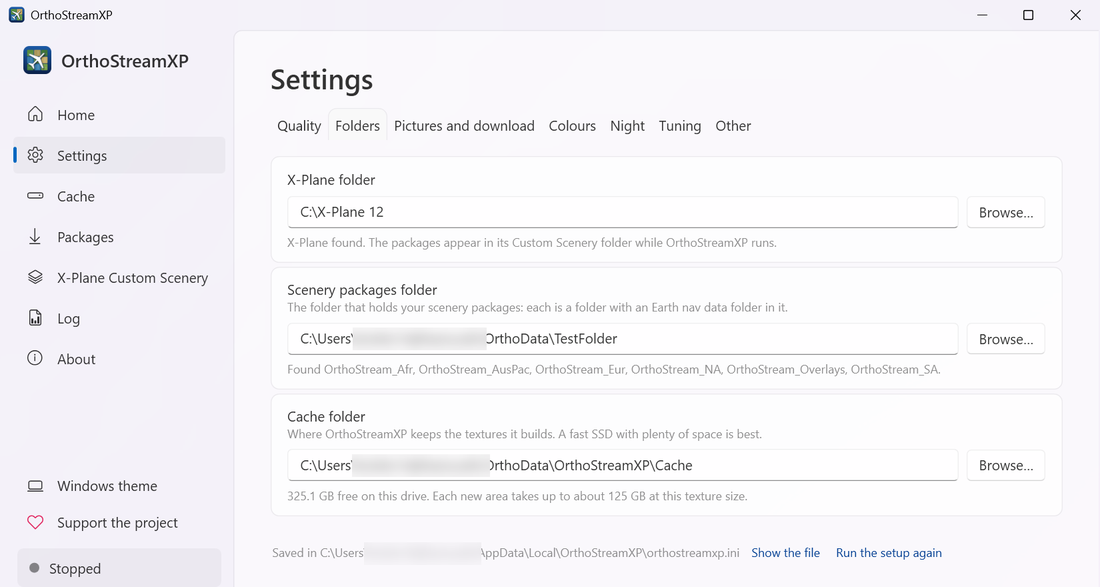 OrthoStreamXP
OrthoStreamXP
Home
Settings
Cache
Packages
X-Plane Custom Scenery
Log
About
Windows theme
Support the project
Stopped
Settings
Quality Folders Pictures and download Colours Night Tuning Other
X-Plane folder
C:\X-Plane 12 Browse...
X-Plane found. The packages appear in its Custom Scenery folder while OrthoStreamXP runs.
Scenery packages folder
The folder that holds your scenery packages: each is a folder with an Earth nav data folder in it.
C:\Users\ OrthoData\TestFolder Browse...
Found OrthoStream_Afr, OrthoStream_AusPac, OrthoStream_Eur, OrthoStream_NA, OrthoStream_Overlays, OrthoStream_SA.
Cache folder
Where OrthoStreamXP keeps the textures it builds. A fast SSD with plenty of space is best.
C:\Users\ OrthoData\OrthoStreamXP\Cache Browse...
325.1 GB free on this drive. Each new area takes up to about 125 GB at this texture size.
Saved in C:\Users AppData\Local\OrthoStreamXP\orthostreamxp.ini Show the file Run the setup again